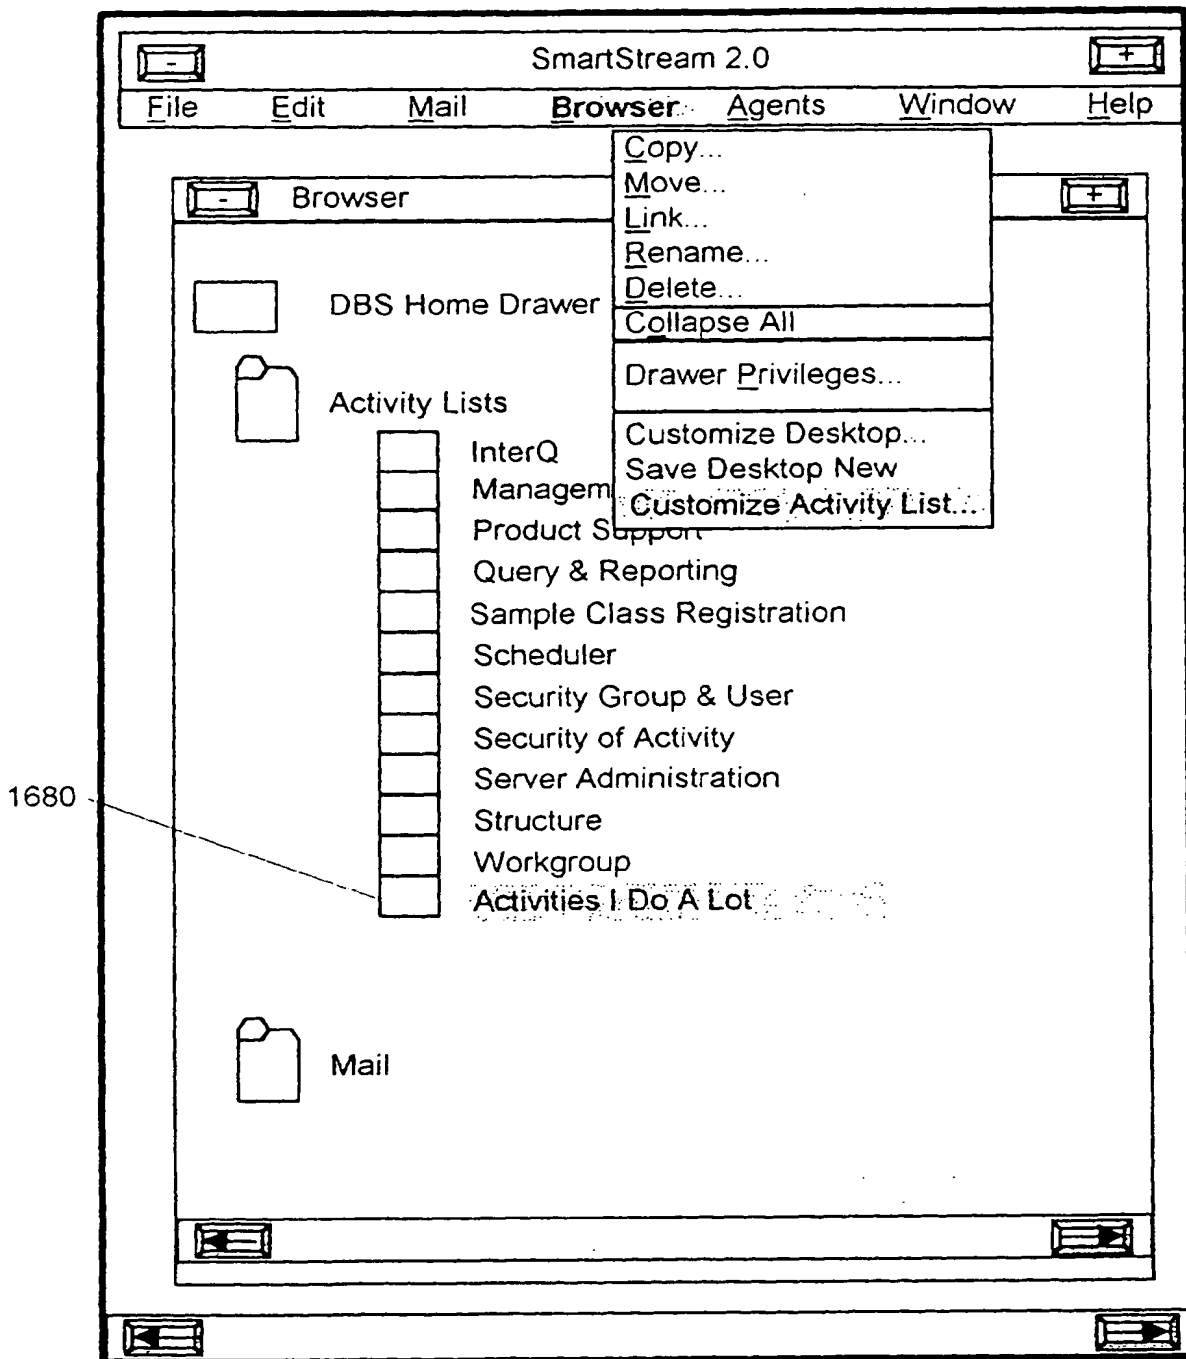 SmartStream 2.0
File Edit Mail Browser Agents Window Help
Copy...
Move...
Link...
Rename...
Delete...
Collapse All
Drawer Privileges...
Customize Desktop...
Save Desktop New
Customize Activity List...
Browser
DBS Home Drawer
Activity Lists
InterQ
Managem
Product Support
Query & Reporting
Sample Class Registration
Scheduler
Security Group & User
Security of Activity
Server Administration
Structure
Workgroup
Activities I Do A Lot
1680
Mail